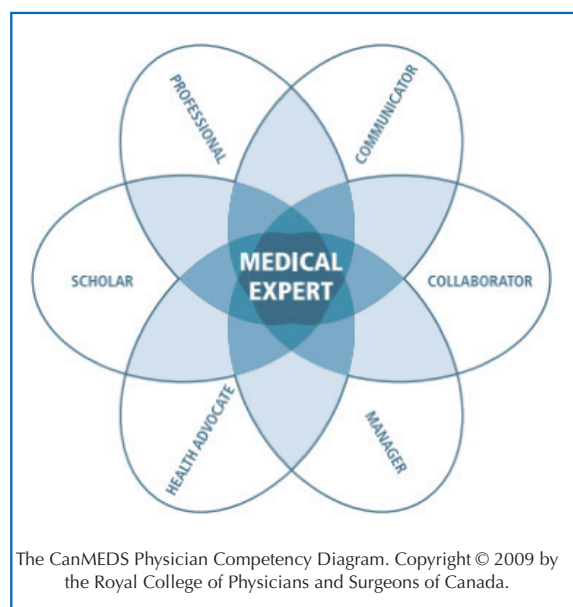 PROFESSIONAL
COMMUNICATOR
SCHOLAR
MEDICAL
EXPERT
COLLABORATOR
HEALTH ADVOCATE
MANAGER
The CanMEDS Physician Competency Diagram. Copyright © 2009 by
the Royal College of Physicians and Surgeons of Canada.